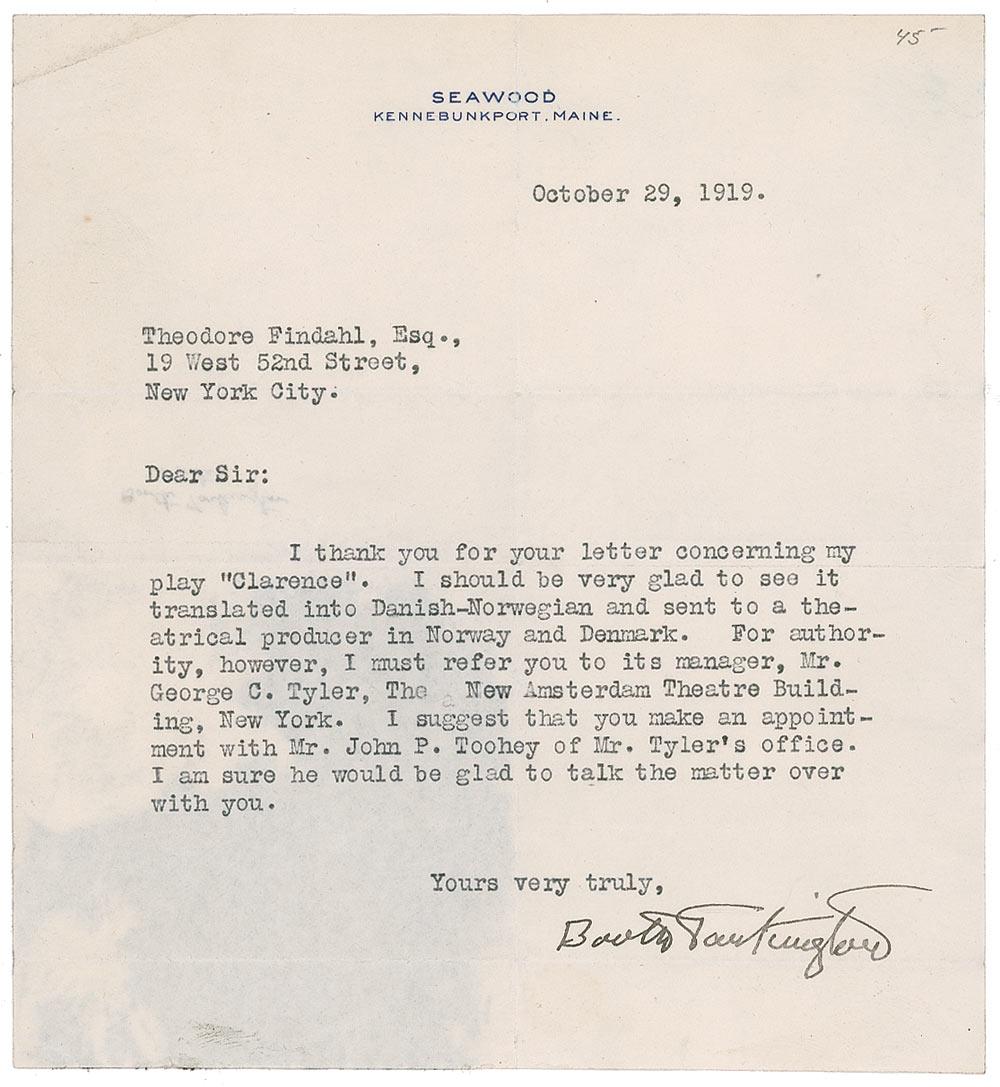 45-
SEAWOOD
KENNEBUNKPORT, MAINE.
October 29, 1919.
Theodore Findahl, Esq.,
19 West 52nd Street,
New York City.
Dear Sir:
I thank you for your letter concerning my
play "Clarence". I should be very glad to see it
translated into Danish-Norwegian and sent to a the-
atrical producer in Norway and Denmark. For author-
ity, however, I must refer you to its manager, Mr.
George C. Tyler, The New Amsterdam Theatre Build-
ing, New York. I suggest that you make an appoint-
ment with Mr. John P. Toohey of Mr. Tyler's office.
I am sure he would be glad to talk the matter over
with you.
Yours very truly,
Booth Tarkington